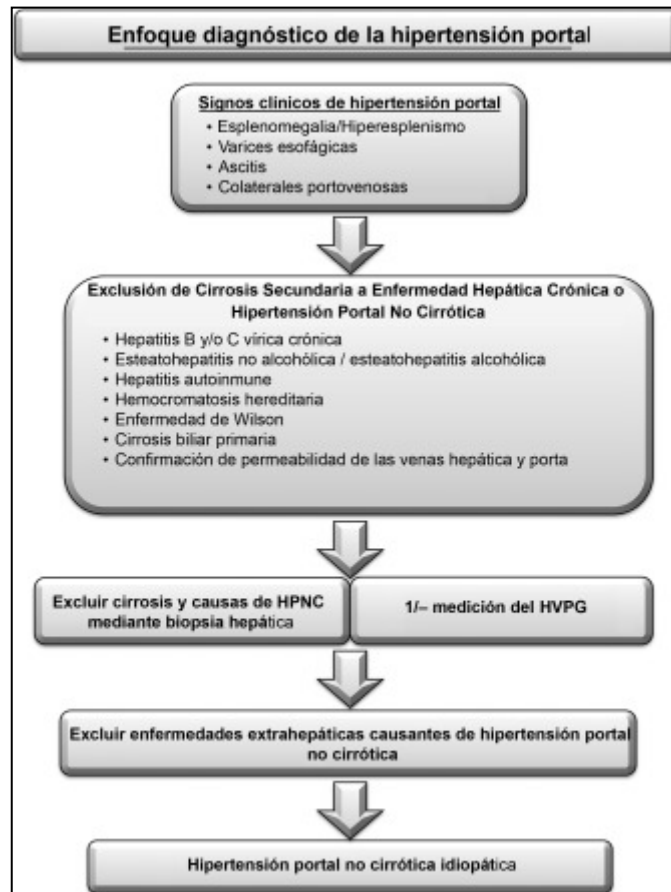 Enfoque diagnóstico de la hipertensión portal
Signos clínicos de hipertensión portal
• Esplenomegalia/Hiperesplenismo
• Varices esofágicas
• Ascitis
• Colaterales portovenosas
Exclusión de Cirrosis Secundaria a Enfermedad Hepática Crónica o
Hipertensión Portal No Cirrótica
• Hepatitis B y/o C vírica crónica
• Esteatohepatitis no alcohólica / esteatohepatitis alcohólica
• Hepatitis autoinmune
• Hemocromatosis hereditaria
• Enfermedad de Wilson
• Cirrosis biliar primaria
• Confirmación de permeabilidad de las venas hepática y porta
Excluir cirrosis y causas de HPNC
mediante biopsia hepática
1/– medición del HVPG
Excluir enfermedades extrahepáticas causantes de hipertensión portal
no cirrótica
Hipertensión portal no cirrótica idiopática